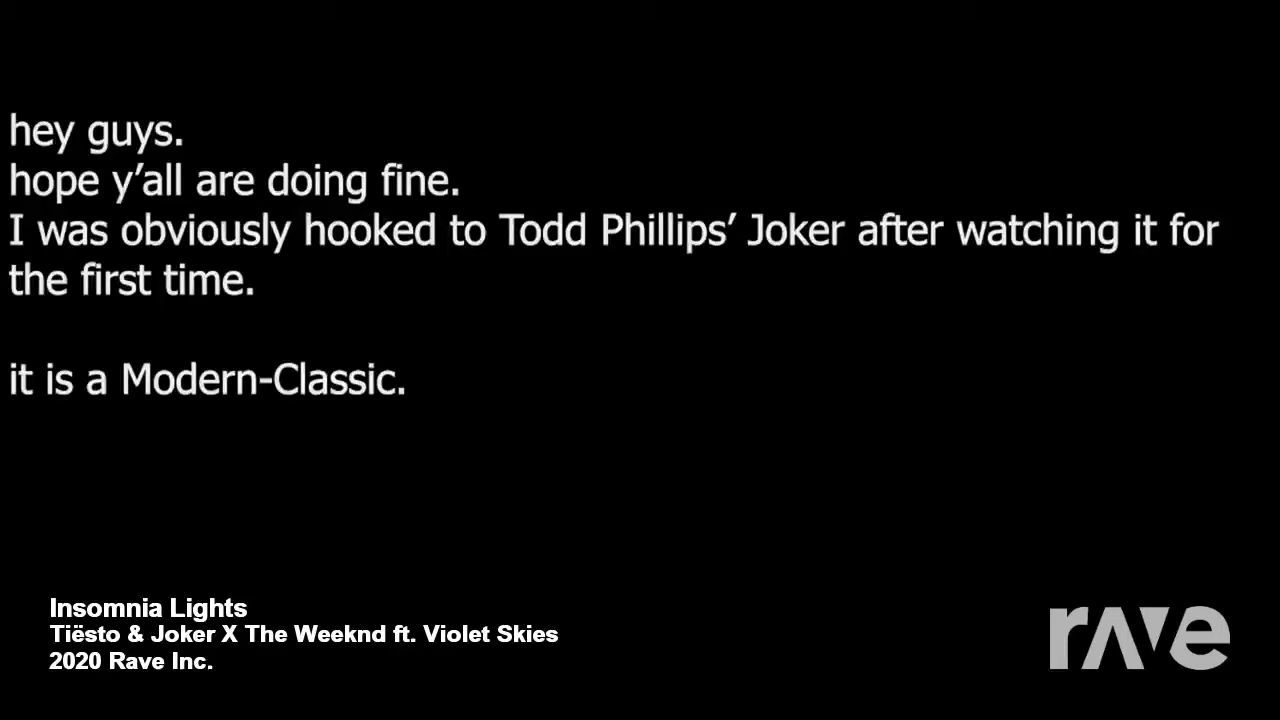 hey guys.
hope y’all are doing fine.
I was obviously hooked to Todd Phillips’ Joker after watching it for
the first time.
it is a Modern-Classic.
Insomnia Lights
Tiësto & Joker X The Weeknd ft. Violet Skies
2020 Rave Inc.
rave